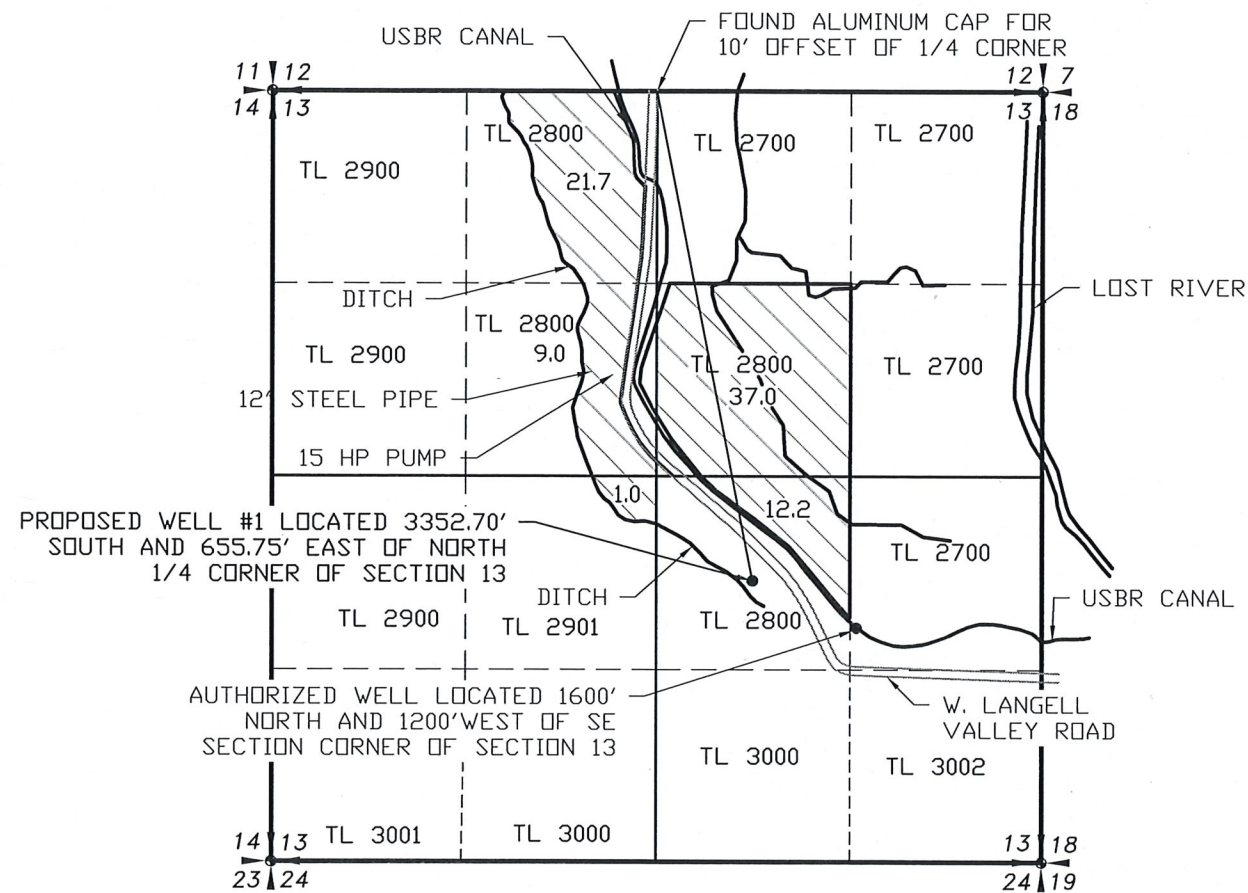 USBR CANAL
FOUND ALUMINUM CAP FOR
10' OFFSET OF 1/4 CORNER
11 12
14 13
12 7
13 18
TL 2800
21.7
TL 2700
TL 2700
TL 2900
DITCH
LOST RIVER
TL 2800
9.0
TL 2900
TL 2800
37.0
TL 2700
12' STEEL PIPE
15 HP PUMP
1.0
12.2
PROPOSED WELL #1 LOCATED 3352.70'
SOUTH AND 655.75' EAST OF NORTH
1/4 CORNER OF SECTION 13
TL 2700
DITCH
USBR CANAL
TL 2900
TL 2901
TL 2800
AUTHORIZED WELL LOCATED 1600'
NORTH AND 1200'WEST OF SE
SECTION CORNER OF SECTION 13
W. LANGELL
VALLEY ROAD
TL 3000
TL 3002
TL 3001
TL 3000
14 13
23 24
13 18
24 19